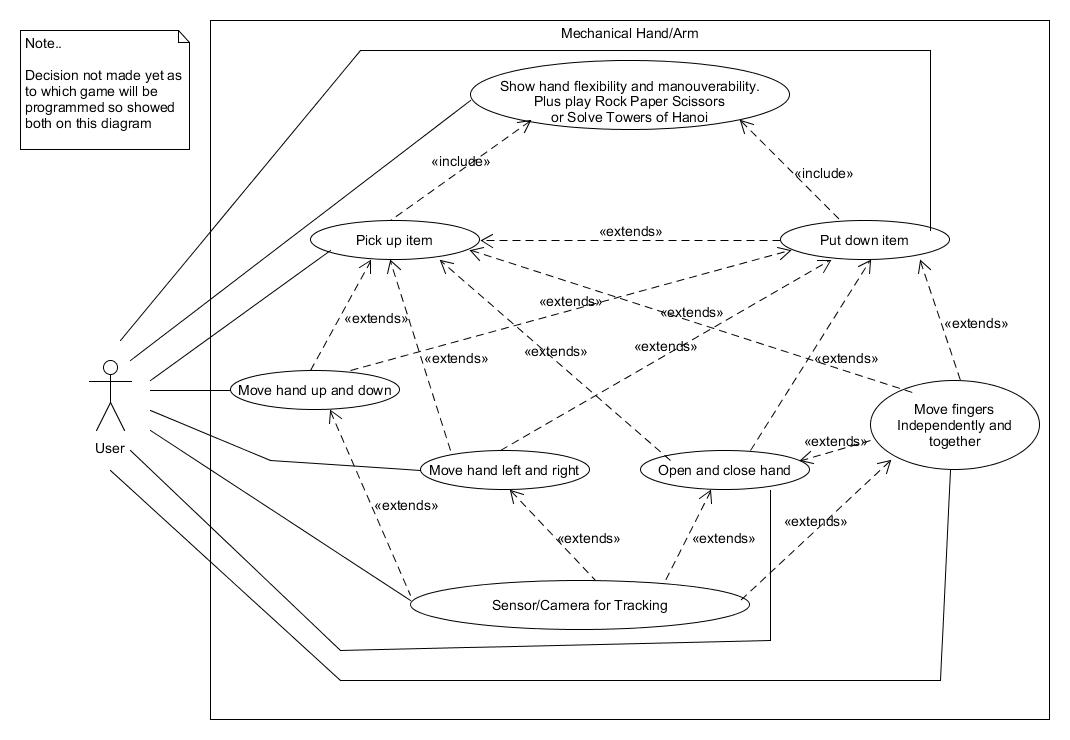 Mechanical Hand/Arm
Note..
Decision not made yet as
to which game will be
programmed so showed
both on this diagram
Show hand flexibility and manouverability.
Plus play Rock Paper Scissors
or Solve Towers of Hanoi
«include»
«include»
Pick up item
«extends»
Put down item
«extends»
«extends»
«extends»
«extends»
«extends»
«extends»
«extends»
«extends»
«extends»
Move hand up and down
Move fingers
Independently and
together
«extends»
User
Move hand left and right
Open and close hand
«extends»
«extends»
«extends»
«extends»
Sensor/Camera for Tracking